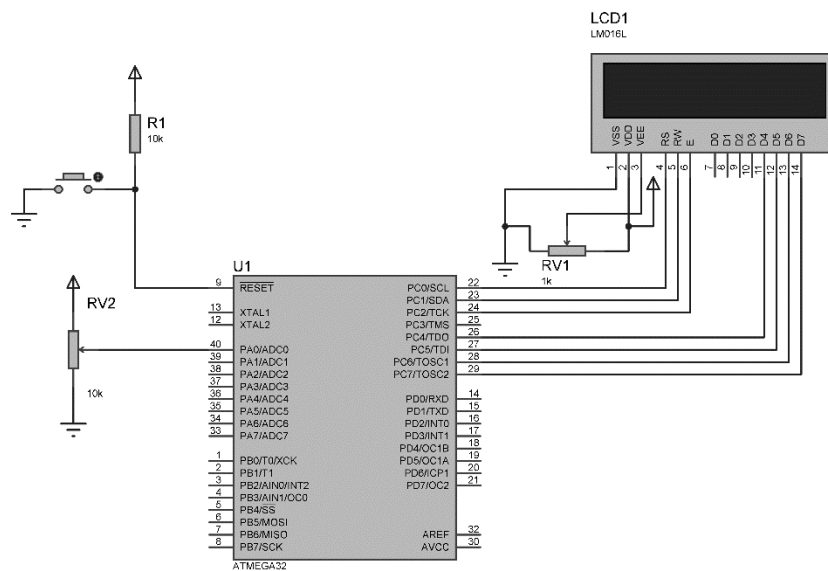 LCD1
LM016L
VSS
VDD
VEE
RS
RW
E
D0
D1
D2
D3
D4
D5
D6
D7
1
2
3
4
5
6
7
8
9
10
11
12
13
14
R1
10k
RV1
1k
RV2
10k
U1
9 RESET PC0/SCL 22
PC1/SDA 23
13 XTAL1 PC2/TCK 24
12 XTAL2 PC3/TMS 25
PC4/TDO 26
40 PA0/ADC0 PC5/TDI 27
39 PA1/ADC1 PC6/TOSC1 28
38 PA2/ADC2 PC7/TOSC2 29
37 PA3/ADC3
36 PA4/ADC4 PD0/RXD 14
35 PA5/ADC5 PD1/TXD 15
34 PA6/ADC6 PD2/INT0 16
33 PA7/ADC7 PD3/INT1 17
PD4/OC1B 18
1 PB0/T0/XCK PD5/OC1A 19
2 PB1/T1 PD6/ICP1 20
3 PB2/AIN0/INT2 PD7/OC2 21
4 PB3/AIN1/OC0
5 PB4/SS
6 PB5/MOSI
7 PB6/MISO AREF 32
8 PB7/SCK AVCC 30
ATMEGA32